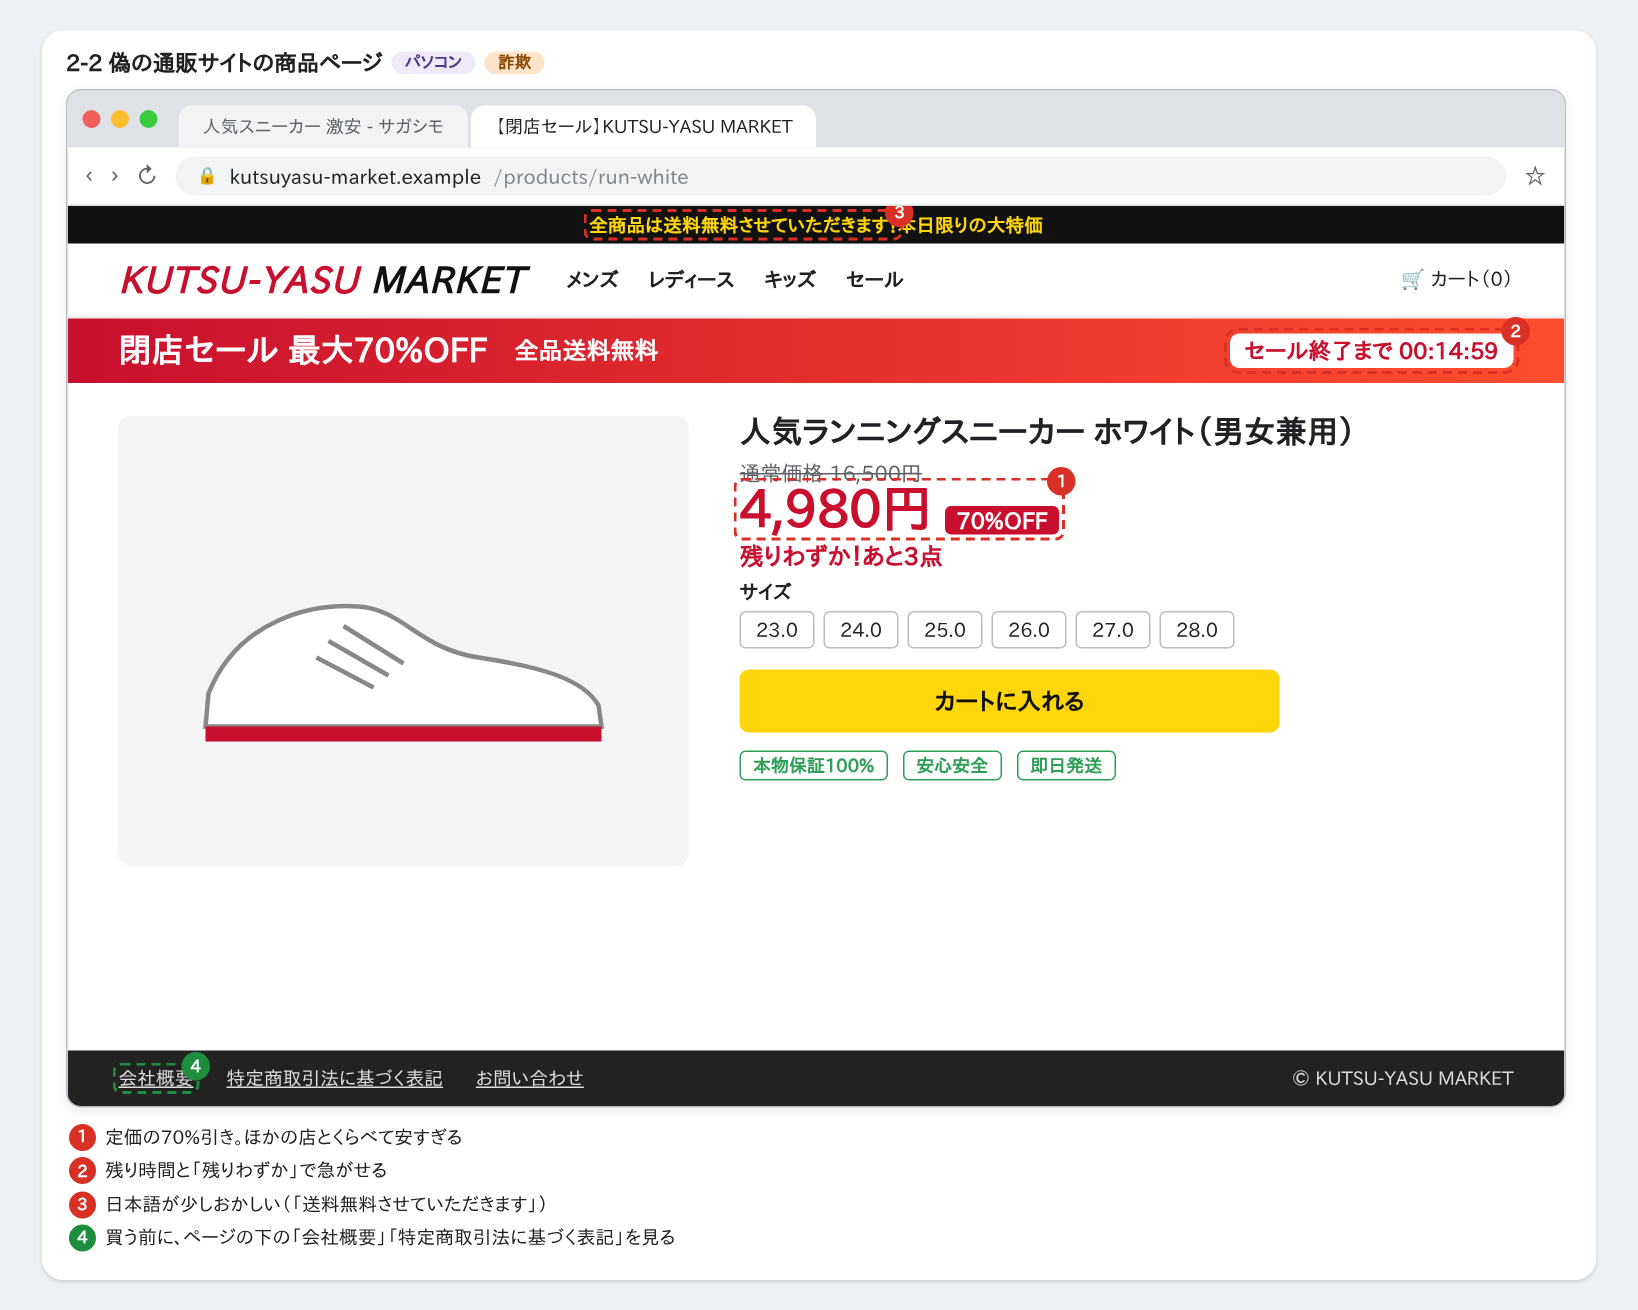 2-2 偽の通販サイトの商品ページ パソコン 詐欺
人気スニーカー 激安 - サガシモ 【閉店セール】KUTSU-YASU MARKET
kutsuyasu-market.example /products/run-white
全商品は送料無料させていただきます!本日限りの大特価 3
KUTSU-YASU MARKET メンズ レディース キッズ セール カート(0)
閉店セール 最大70%OFF 全品送料無料 セール終了まで 00:14:59 2
人気ランニングスニーカー ホワイト(男女兼用)
通常価格 16,500円
4,980円 70%OFF 1
残りわずか!あと3点
サイズ
23.0 24.0 25.0 26.0 27.0 28.0
カートに入れる
本物保証100% 安心安全 即日発送
会社概要 4 特定商取引法に基づく表記 お問い合わせ © KUTSU-YASU MARKET
1 定価の70%引き。ほかの店とくらべて安すぎる
2 残り時間と「残りわずか」で急がせる
3 日本語が少しおかしい(「送料無料させていただきます」)
4 買う前に、ページの下の「会社概要」「特定商取引法に基づく表記」を見る